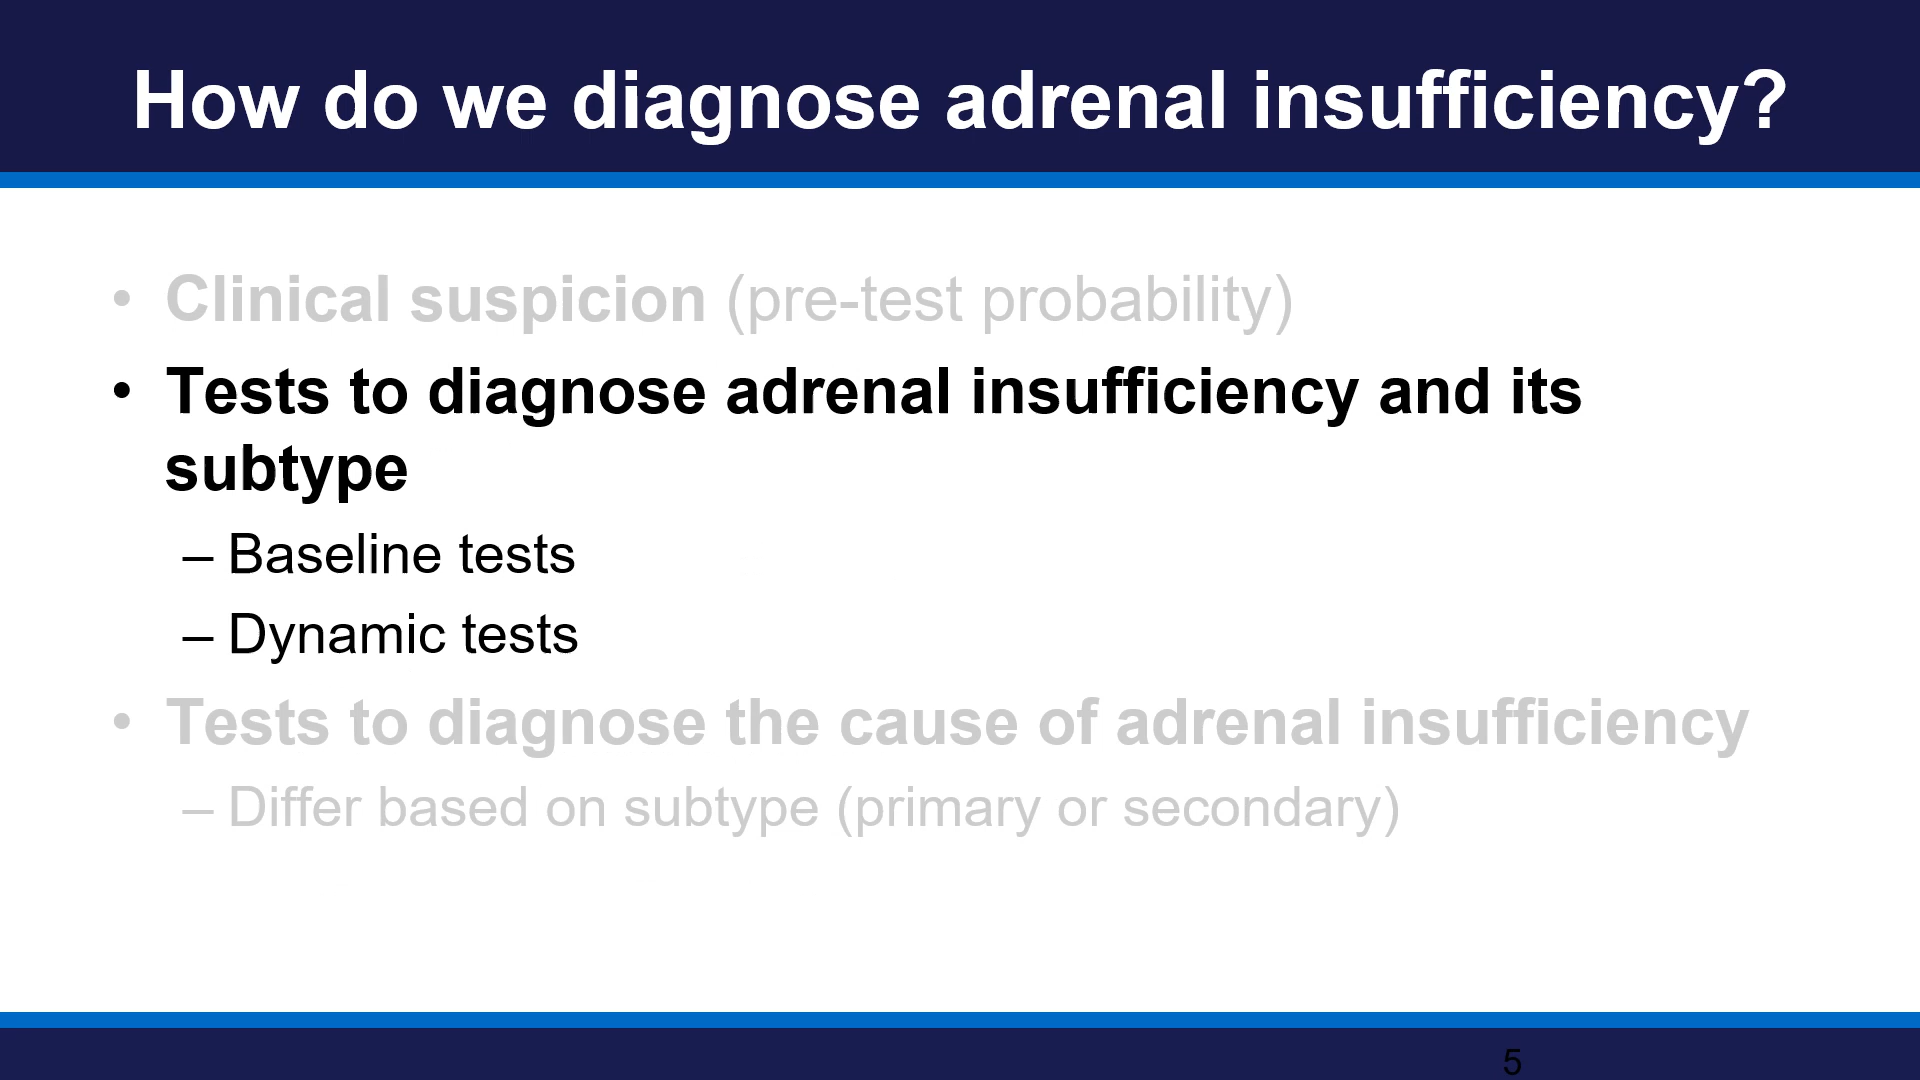 How do we diagnose adrenal insufficiency?
• Clinical suspicion (pre-test probability)
• Tests to diagnose adrenal insufficiency and its
subtype
– Baseline tests
– Dynamic tests
• Tests to diagnose the cause of adrenal insufficiency
– Differ based on subtype (primary or secondary)
5